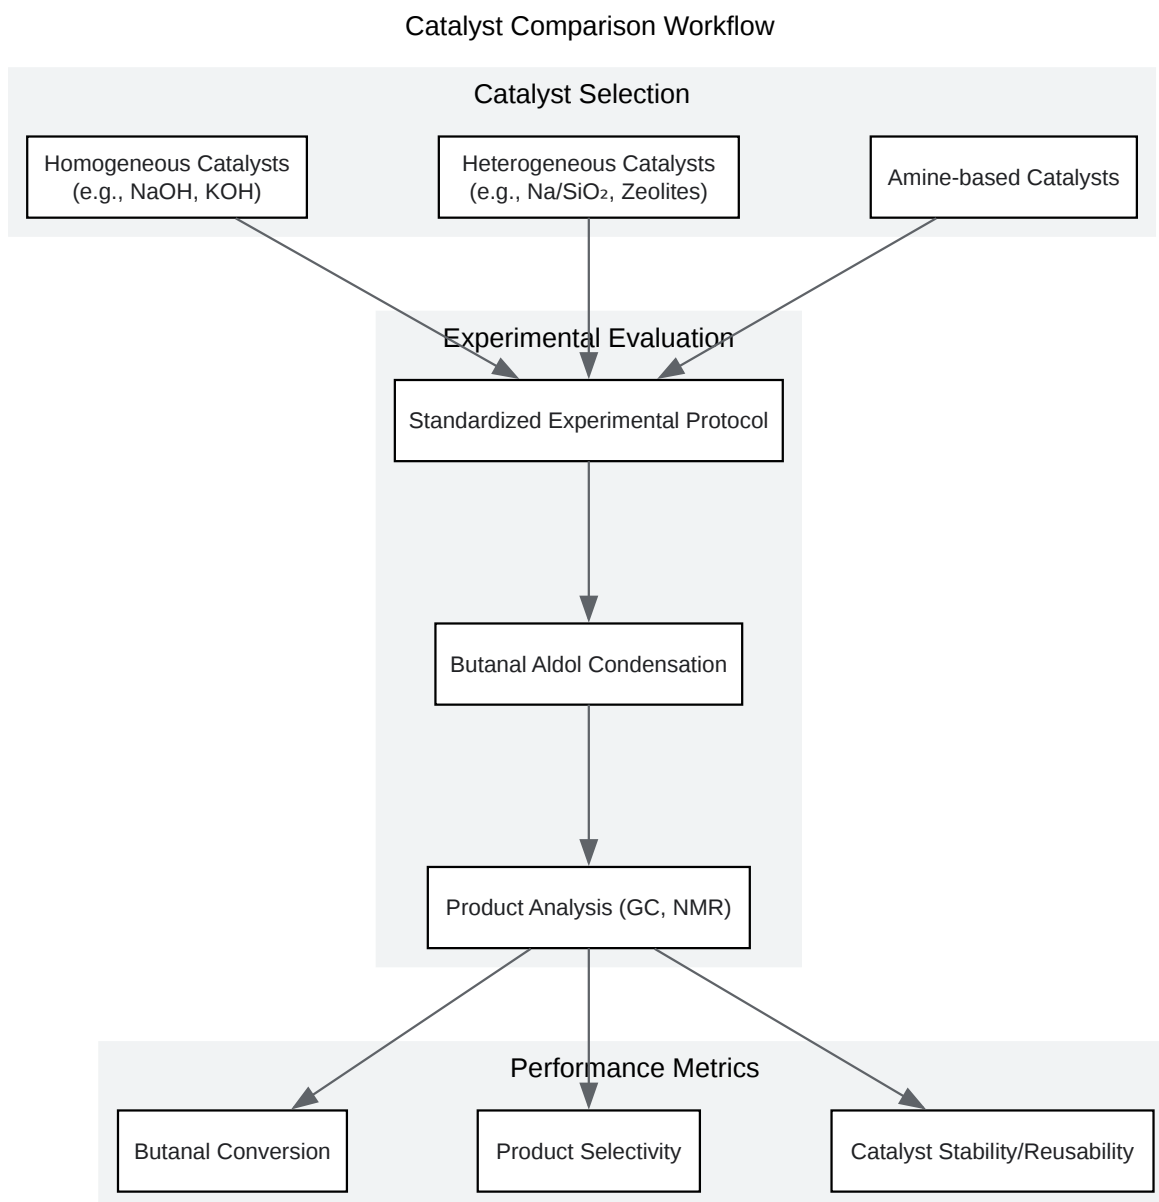 Catalyst Comparison Workflow
Catalyst Selection
Homogeneous Catalysts
(e.g., NaOH, KOH)
Heterogeneous Catalysts
(e.g., Na/SiO₂, Zeolites)
Amine-based Catalysts
Experimental Evaluation
Standardized Experimental Protocol
Butanal Aldol Condensation
Product Analysis (GC, NMR)
Performance Metrics
Butanal Conversion
Product Selectivity
Catalyst Stability/Reusability